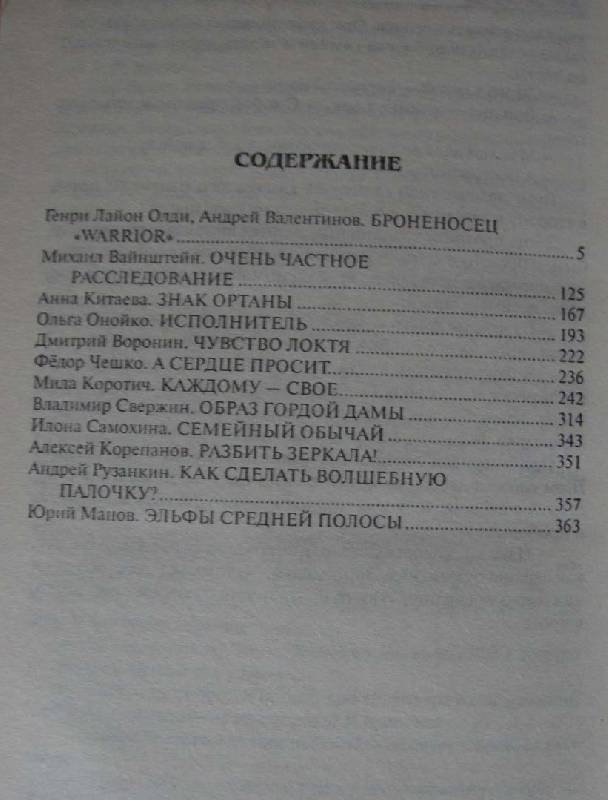 СОДЕРЖАНИЕ
Генри Лайон Олди, Андрей Валентинов. БРОНЕНОСЕЦ
«WARRIOR» 5
Михаил Вайнштейн. ОЧЕНЬ ЧАСТНОЕ
РАССЛЕДОВАНИЕ 125
Анна Китаева. ЗНАК ОРТАНЫ 167
Ольга Онойко. ИСПОЛНИТЕЛЬ 193
Дмитрий Воронин. ЧУВСТВО ЛОКТЯ 222
Фёдор Чешко. А СЕРДЦЕ ПРОСИТ... 236
Мила Коротич. КАЖДОМУ — СВОЕ 242
Владимир Свержин. ОБРАЗ ГОРДОЙ ДАМЫ 314
Илона Самохина. СЕМЕЙНЫЙ ОБЫЧАЙ 343
Алексей Корепанов. РАЗБИТЬ ЗЕРКАЛА! 351
Андрей Рузанкин. КАК СДЕЛАТЬ ВОЛШЕБНУЮ
ПАЛОЧКУ? 357
Юрий Манов. ЭЛЬФЫ СРЕДНЕЙ ПОЛОСЫ 363